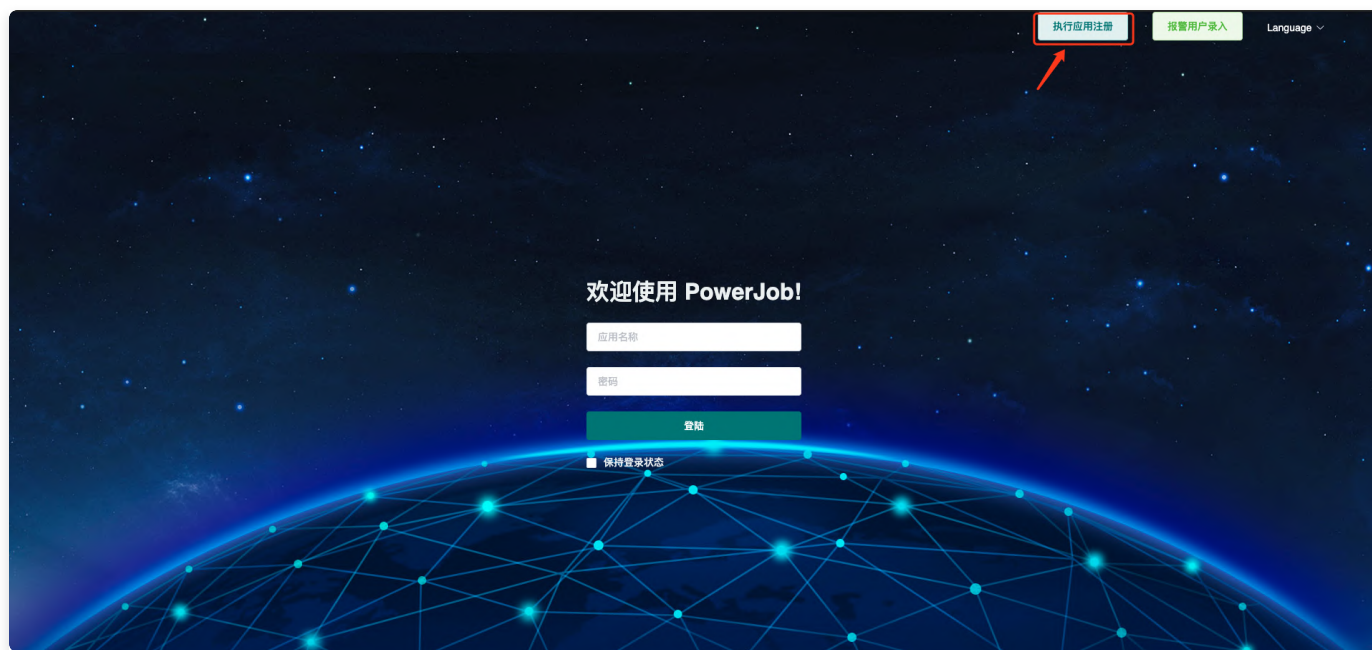 执行应用注册
报警用户录入
Language
欢迎使用 PowerJob!
应用名称
密码
登陆
保持登录状态